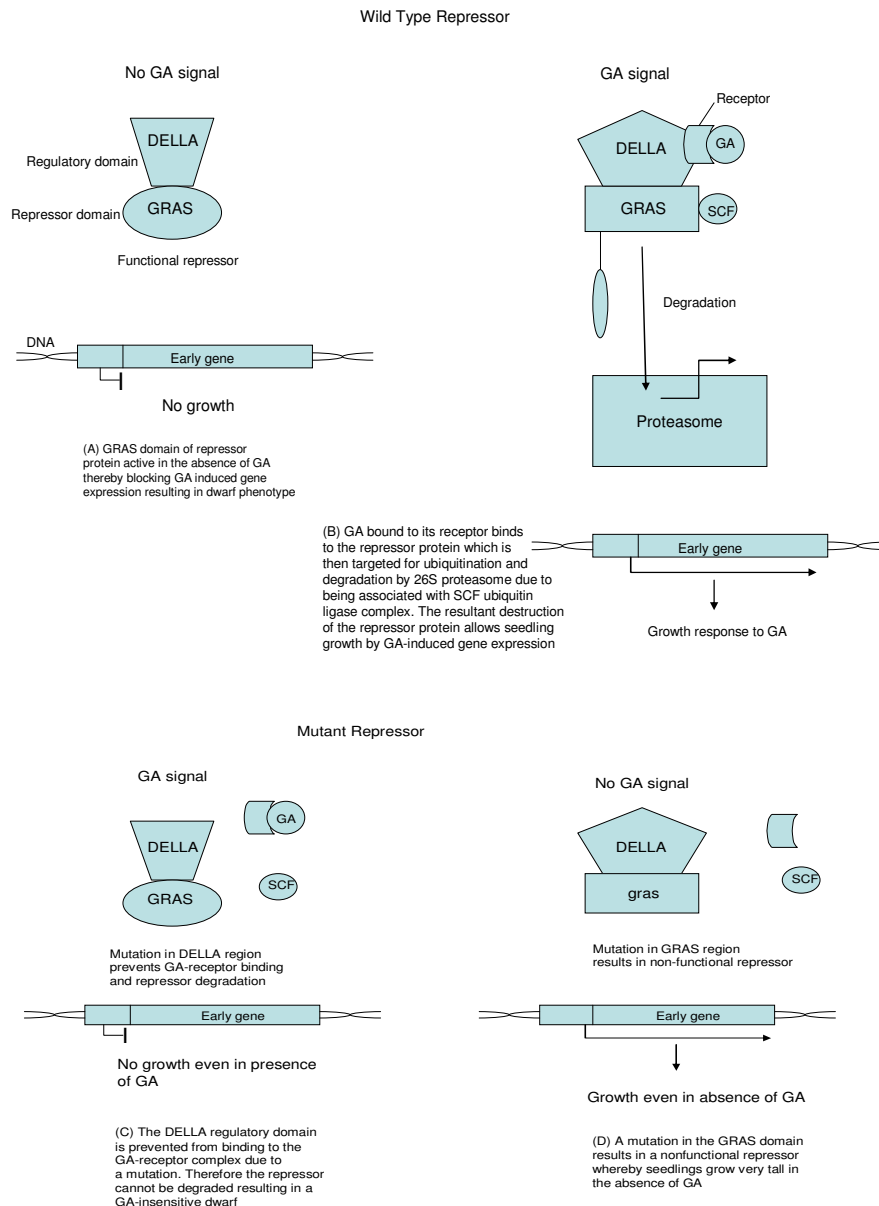 Wild Type Repressor
No GA signal
DELLA
Regulatory domain
Repressor domain
GRAS
Functional repressor
DNA
Early gene
No growth
(A) GRAS domain of repressor
protein active in the absence of GA
thereby blocking GA induced gene
expression resulting in dwarf phenotype
GA signal
Receptor
DELLA
GA
GRAS
SCF
Degradation
Proteasome
(B) GA bound to its receptor binds
to the repressor protein which is
then targeted for ubiquitination and
degradation by 26S proteasome due to
being associated with SCF ubiquitin
ligase complex. The resultant destruction
of the repressor protein allows seedling
growth by GA-induced gene expression
Early gene
Growth response to GA
Mutant Repressor
GA signal
GA
DELLA
SCF
GRAS
Mutation in DELLA region
prevents GA-receptor binding
and repressor degradation
Early gene
No growth even in presence
of GA
(C) The DELLA regulatory domain
is prevented from binding to the
GA-receptor complex due to
a mutation. Therefore the repressor
cannot be degraded resulting in a
GA-insensitive dwarf
No GA signal
DELLA
SCF
gras
Mutation in GRAS region
results in non-functional repressor
Early gene
Growth even in absence of GA
(D) A mutation in the GRAS domain
results in a nonfunctional repressor
whereby seedlings grow very tall in
the absence of GA